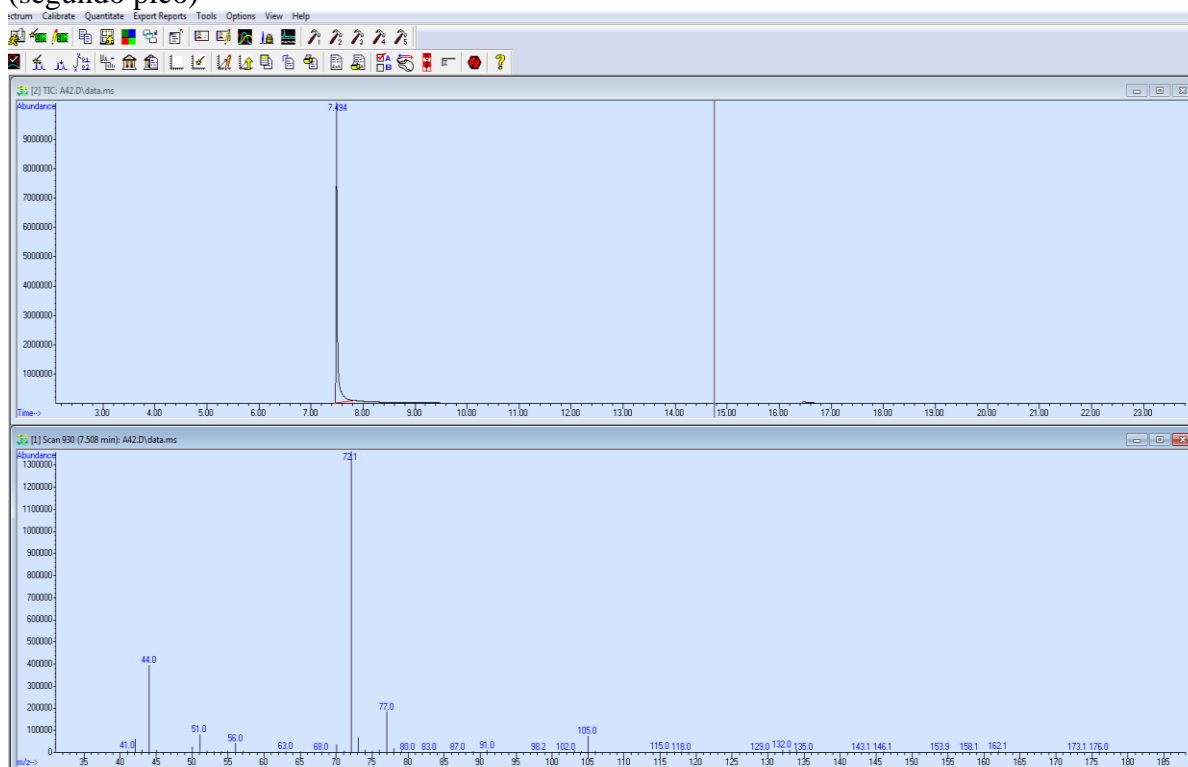 (segundo pico)
ectrum Calibrate Quantitate Export Reports Tools Options View Help
[2] TIC: A42.D\data.ms
Abundance
7.494
9000000
8000000
7000000
6000000
5000000
4000000
3000000
2000000
1000000
Time-->
3.00 4.00 5.00 6.00 7.00 8.00 9.00 10.00 11.00 12.00 13.00 14.00 15.00 16.00 17.00 18.00 19.00 20.00 21.00 22.00 23.00
[1] Scan 930 (7.508 min): A42.D\data.ms
Abundance
72.1
1300000
1200000
1100000
1000000
900000
800000
700000
600000
500000
400000
44.0
300000
200000
77.0
100000
51.0
105.0
56.0
41.0 63.0 68.0 80.0 83.0 87.0 91.0 98.2 102.0 115.0 118.0 129.0 132.0 135.0 143.1 146.1 153.9 158.1 162.1 173.1 176.0
0
m/z-->
35 40 45 50 55 60 65 70 75 80 85 90 95 100 105 110 115 120 125 130 135 140 145 150 155 160 165 170 175 180 185